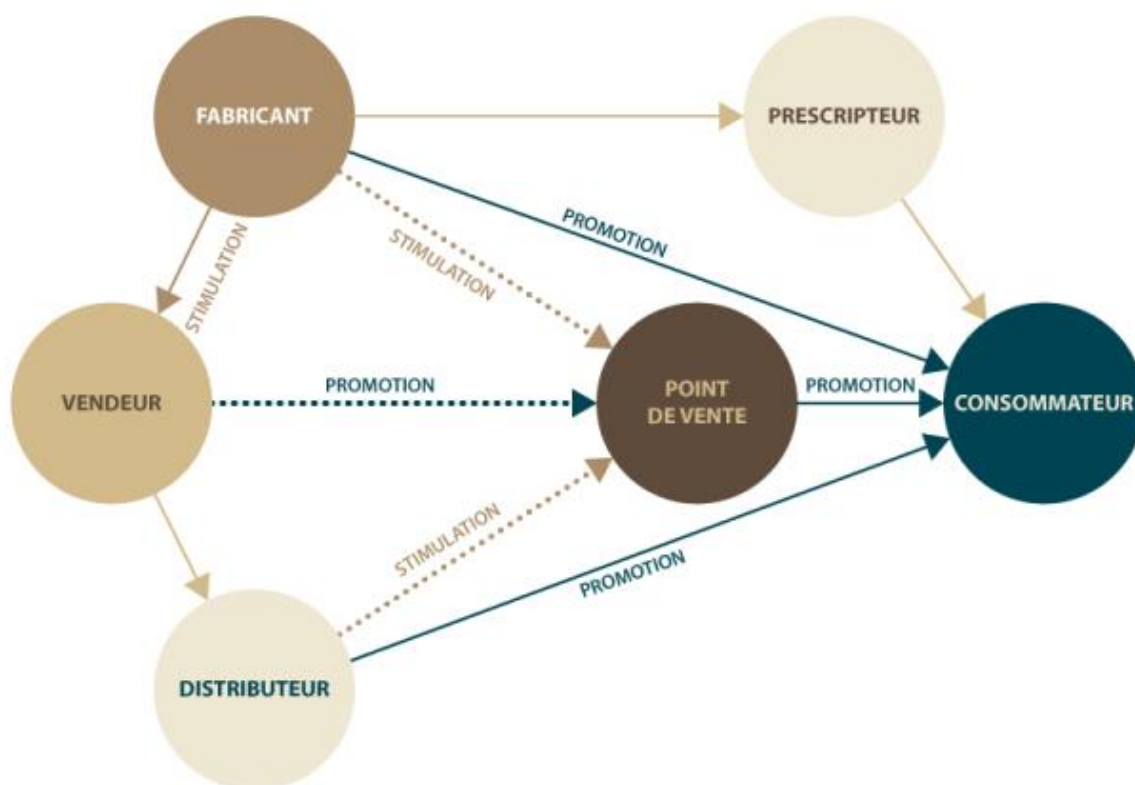 FABRICANT
PRESCRIPTEUR
STIMULATION
STIMULATION
PROMOTION
VENDEUR
PROMOTION
POINT
DE VENTE
PROMOTION
CONSOMMATEUR
STIMULATION
PROMOTION
DISTRIBUTEUR